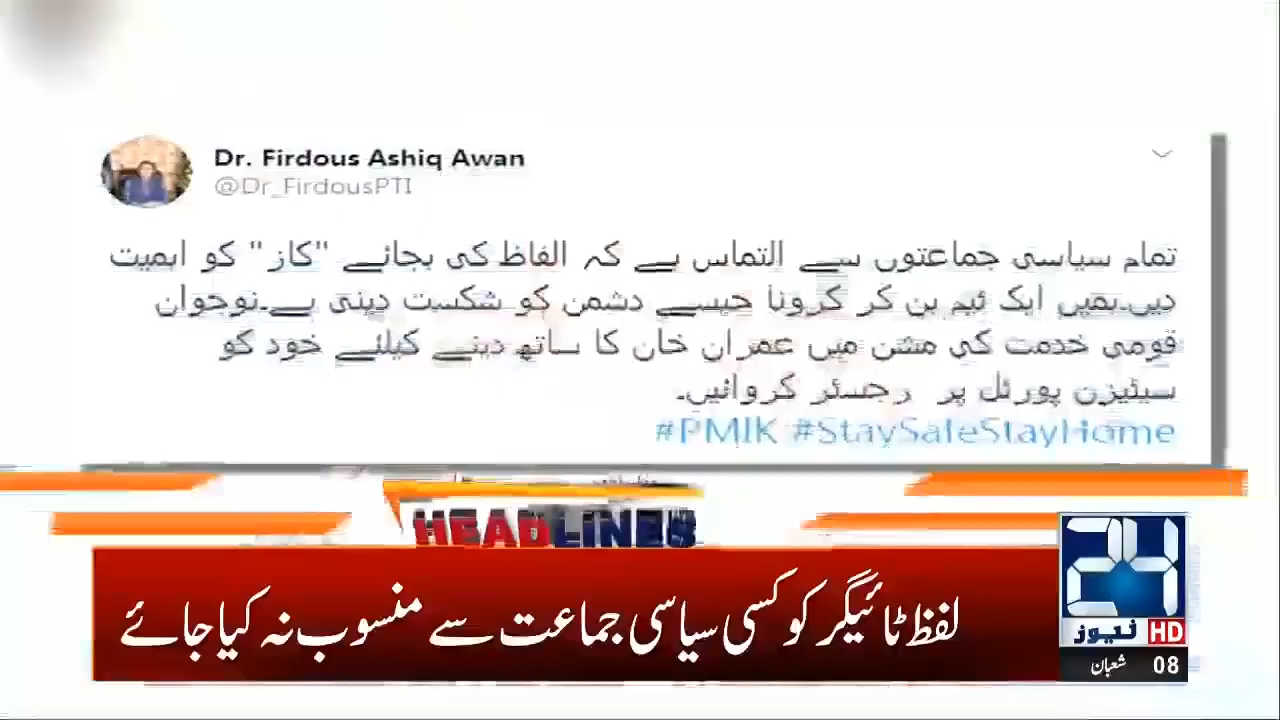 Dr. Firdous Ashiq Awan
@Dr_FirdousPTI
تمام سیاسی جماعتوں سے التماس ہے کہ الفاظ کی بجائے "کاز" کو اہمیت
دیں۔ہمیں ایک ٹیم بن کر کرونا جیسے دشمن کو شکست دینی ہے۔نوجوان
قومی خدمت کی مشن میں عمران خان کا ساتھ دینے کیلئے خود کو
سیٹیزن پورٹل پر رجسٹر کروائیں۔
#PMIK #StaySafeStayHome
HEADLINES
لفظ ٹائیگر کو کسی سیاسی جماعت سے منسوب نہ کیا جائے
24
نیوز HD
08 شعبان